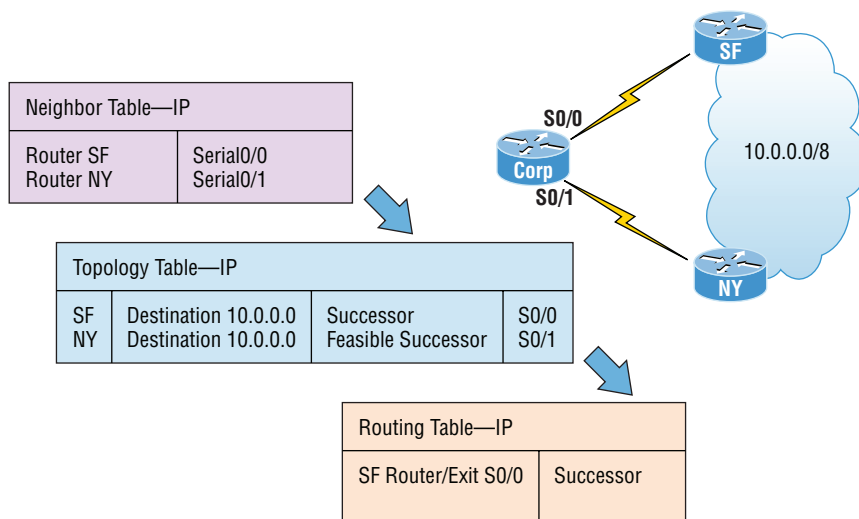 SF
S0/0
Corp
S0/1
10.0.0.0/8
NY
Neighbor Table—IP
Router SF Serial0/0
Router NY Serial0/1
Topology Table—IP
SF Destination 10.0.0.0 Successor S0/0
NY Destination 10.0.0.0 Feasible Successor S0/1
Routing Table—IP
SF Router/Exit S0/0 Successor